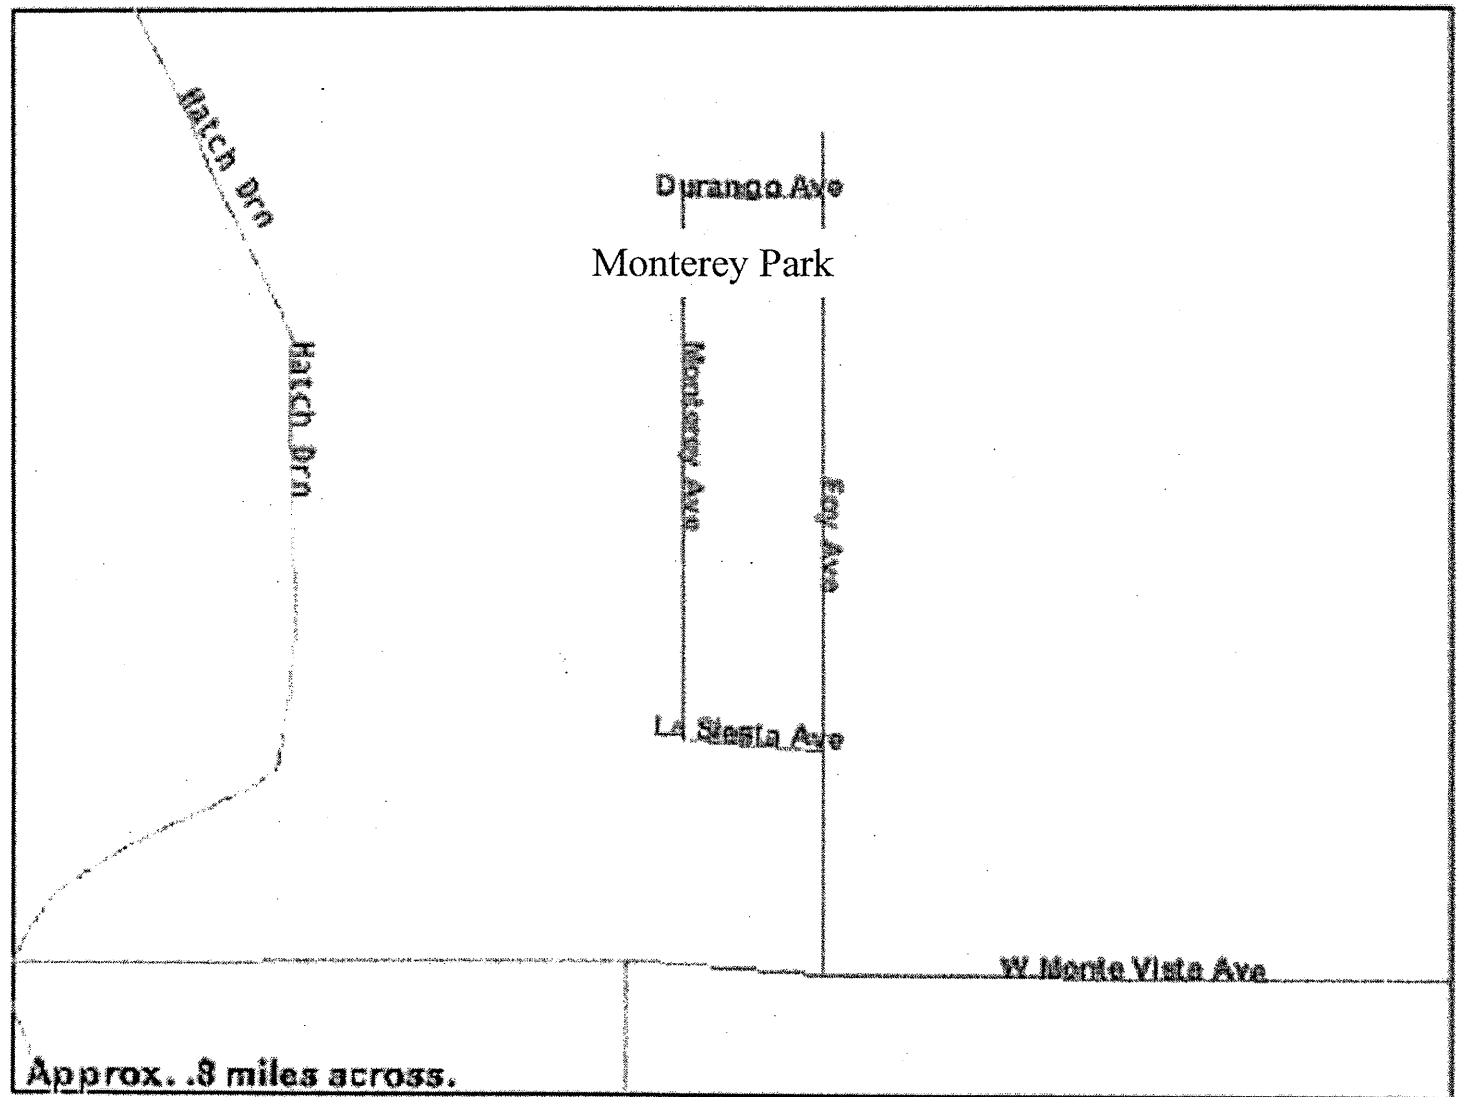 Hatch Drn
Durango Ave
Monterey Park
Hatch Drn
Monterey Ave
Egy Ave
La Siesta Ave
W Monte Vista Ave
Approx. .8 miles across.